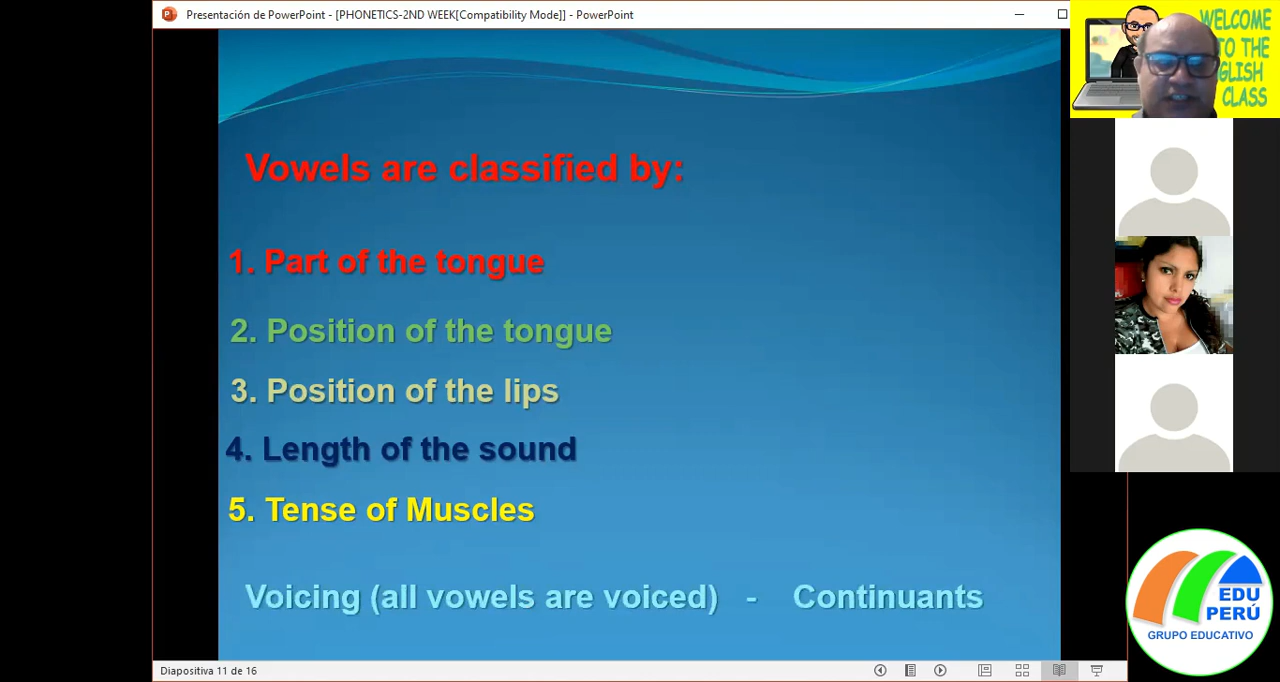 Presentación de PowerPoint - [PHONETICS-2ND WEEK[Compatibility Mode]] - PowerPoint
WELCOME
TO THE
GLISH
CLASS
Vowels are classified by:
1. Part of the tongue
2. Position of the tongue
3. Position of the lips
4. Length of the sound
5. Tense of Muscles
Voicing (all vowels are voiced) - Continuants
EDU
PERÚ
GRUPO EDUCATIVO
Diapositiva 11 de 16